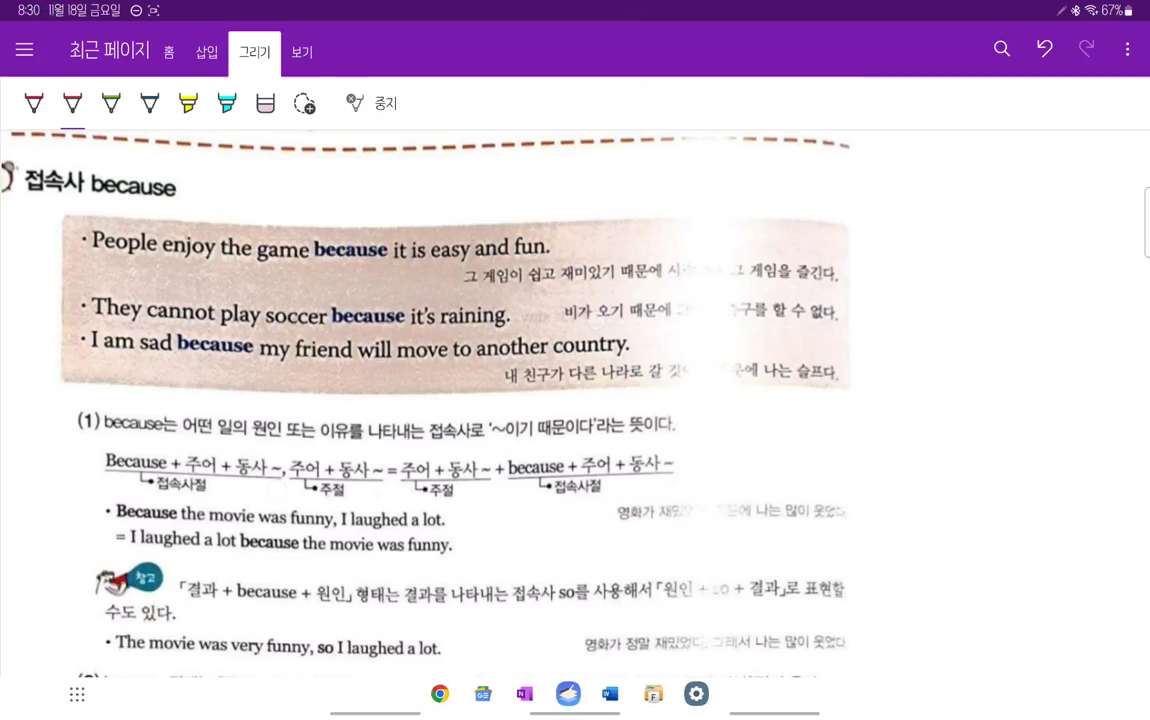 8:30 11월 18일 금요일
67%
최근 페이지 홈 삽입 그리기 보기
중지
접속사 because
· People enjoy the game because it is easy and fun.
그 게임이 쉽고 재미있기 때문에 그 게임을 즐긴다.
· They cannot play soccer because it's raining. 비가 오기 때문에 할 수 없다.
· I am sad because my friend will move to another country.
내 친구가 다른 나라로 갈 나는 슬프다.
(1) because는 어떤 일의 원인 또는 이유를 나타내는 접속사로 '~이기 때문이다'라는 뜻이다.
Because + 주어 + 동사 ~, 주어 + 동사 ~ = 주어 + 동사 ~ + because + 주어 + 동사 ~
접속사절 주절 주절 접속사절
· Because the movie was funny, I laughed a lot. 영화가 나는 많이 웃었다
= I laughed a lot because the movie was funny.
참고 「결과 + because + 원인」 형태는 결과를 나타내는 접속사 so를 사용해서 「원인 + so + 결과」로 표현할
수도 있다.
· The movie was very funny, so I laughed a lot. 영화가 정말 재밌었다. 그래서 나는 많이 웃었다